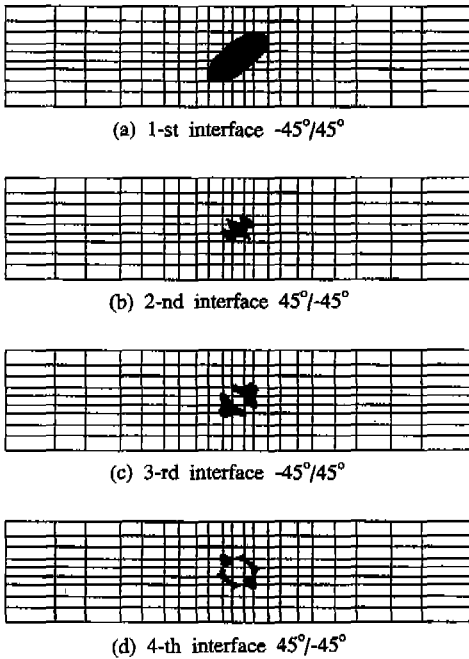 (a) 1-st interface -45°/45°
(b) 2-nd interface 45°/-45°
(c) 3-rd interface -45°/45°
(d) 4-th interface 45°/-45°